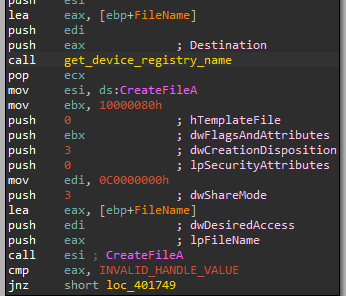 push esi
lea eax, [ebp+FileName]
push edi
push eax ; Destination
call get_device_registry_name
pop ecx
mov esi, ds:CreateFileA
mov ebx, 10000080h
push 0 ; hTemplateFile
push ebx ; dwFlagsAndAttributes
push 3 ; dwCreationDisposition
push 0 ; lpSecurityAttributes
mov edi, 0C0000000h
push 3 ; dwShareMode
lea eax, [ebp+FileName]
push edi ; dwDesiredAccess
push eax ; lpFileName
call esi ; CreateFileA
cmp eax, INVALID_HANDLE_VALUE
jnz short loc_401749